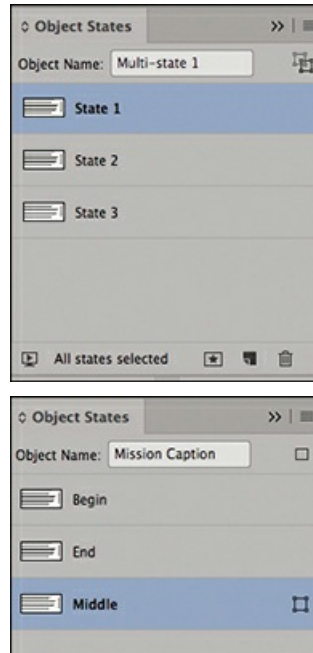 Object States
Object Name: Multi-state 1
State 1
State 2
State 3
All states selected
Object States
Object Name: Mission Caption
Begin
End
Middle